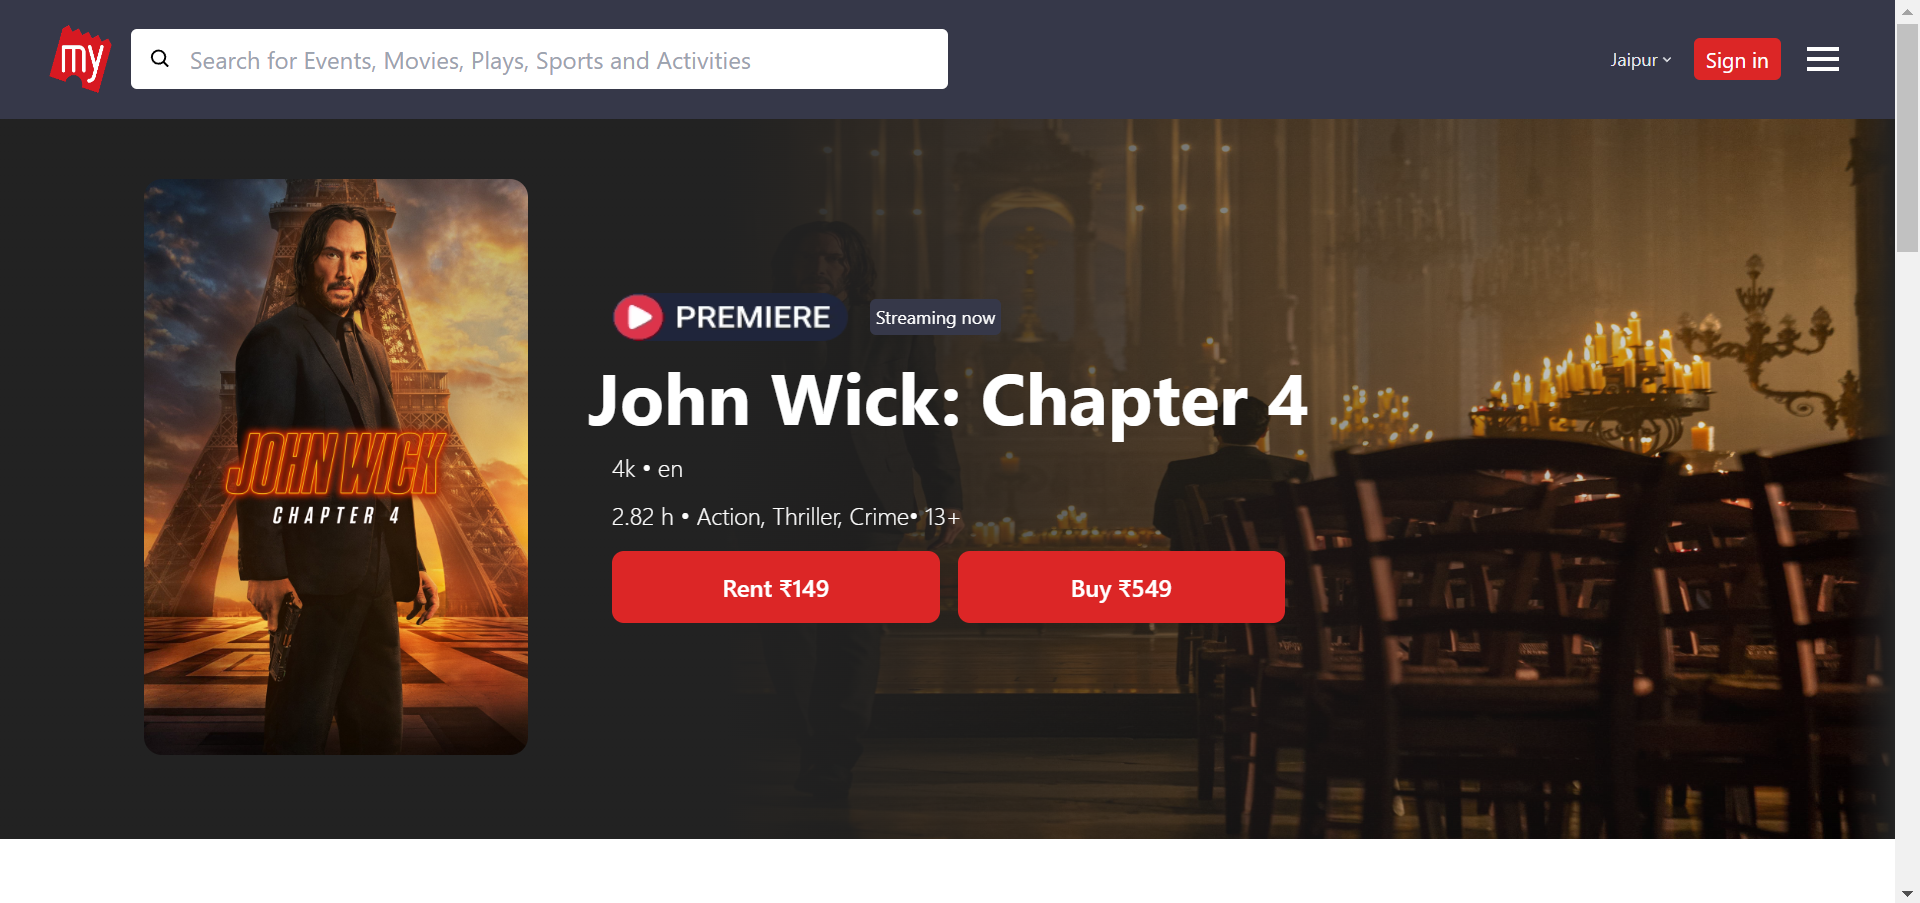 my
Search for Events, Movies, Plays, Sports and Activities
Jaipur
Sign in
JOHN WICK
CHAPTER 4
PREMIERE
Streaming now
John Wick: Chapter 4
4k • en
2.82 h • Action, Thriller, Crime• 13+
Rent ₹149
Buy ₹549